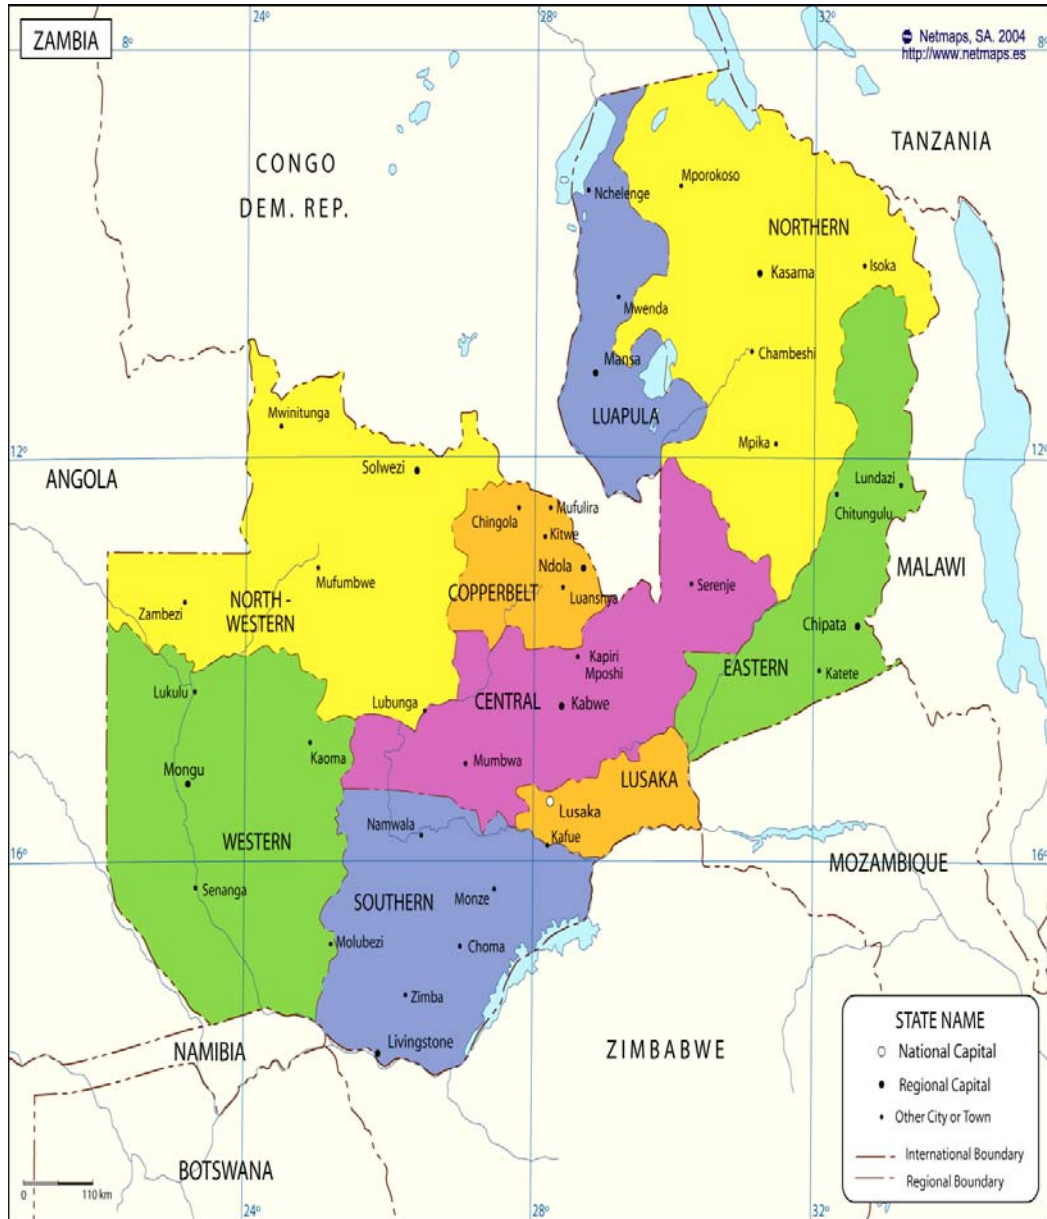 24°
28°
32°
ZAMBIA
Netmaps, SA. 2004
http://www.netmaps.es
8°
8°
TANZANIA
CONGO
DEM. REP.
Mporokoso
Nchelenge
NORTHERN
Kasama
Isoka
Mwenda
Chambeshi
Mansa
LUAPULA
Mwinitunga
Mpika
Solwezi
12°
12°
ANGOLA
Lundazi
Chitungulu
Chingola
Mufulira
Kitwe
Ndola
MALAWI
Mufumbwe
COPPERBELT
Luanshya
Serenje
Zambezi
NORTH -
WESTERN
Chipata
Kapiri
Mposhi
EASTERN
Katete
Lukulu
Lubunga
CENTRAL
Kabwe
Kaoma
Mongu
Mumbwa
LUSAKA
Lusaka
Namwala
Kafue
WESTERN
16°
16°
MOZAMBIQUE
Senanga
SOUTHERN
Monze
Molubezi
Choma
Zimba
Livingstone
NAMIBIA
ZIMBABWE
STATE NAME
National Capital
Regional Capital
Other City or Town
International Boundary
Regional Boundary
BOTSWANA
0
110 km
24°
28°
32°